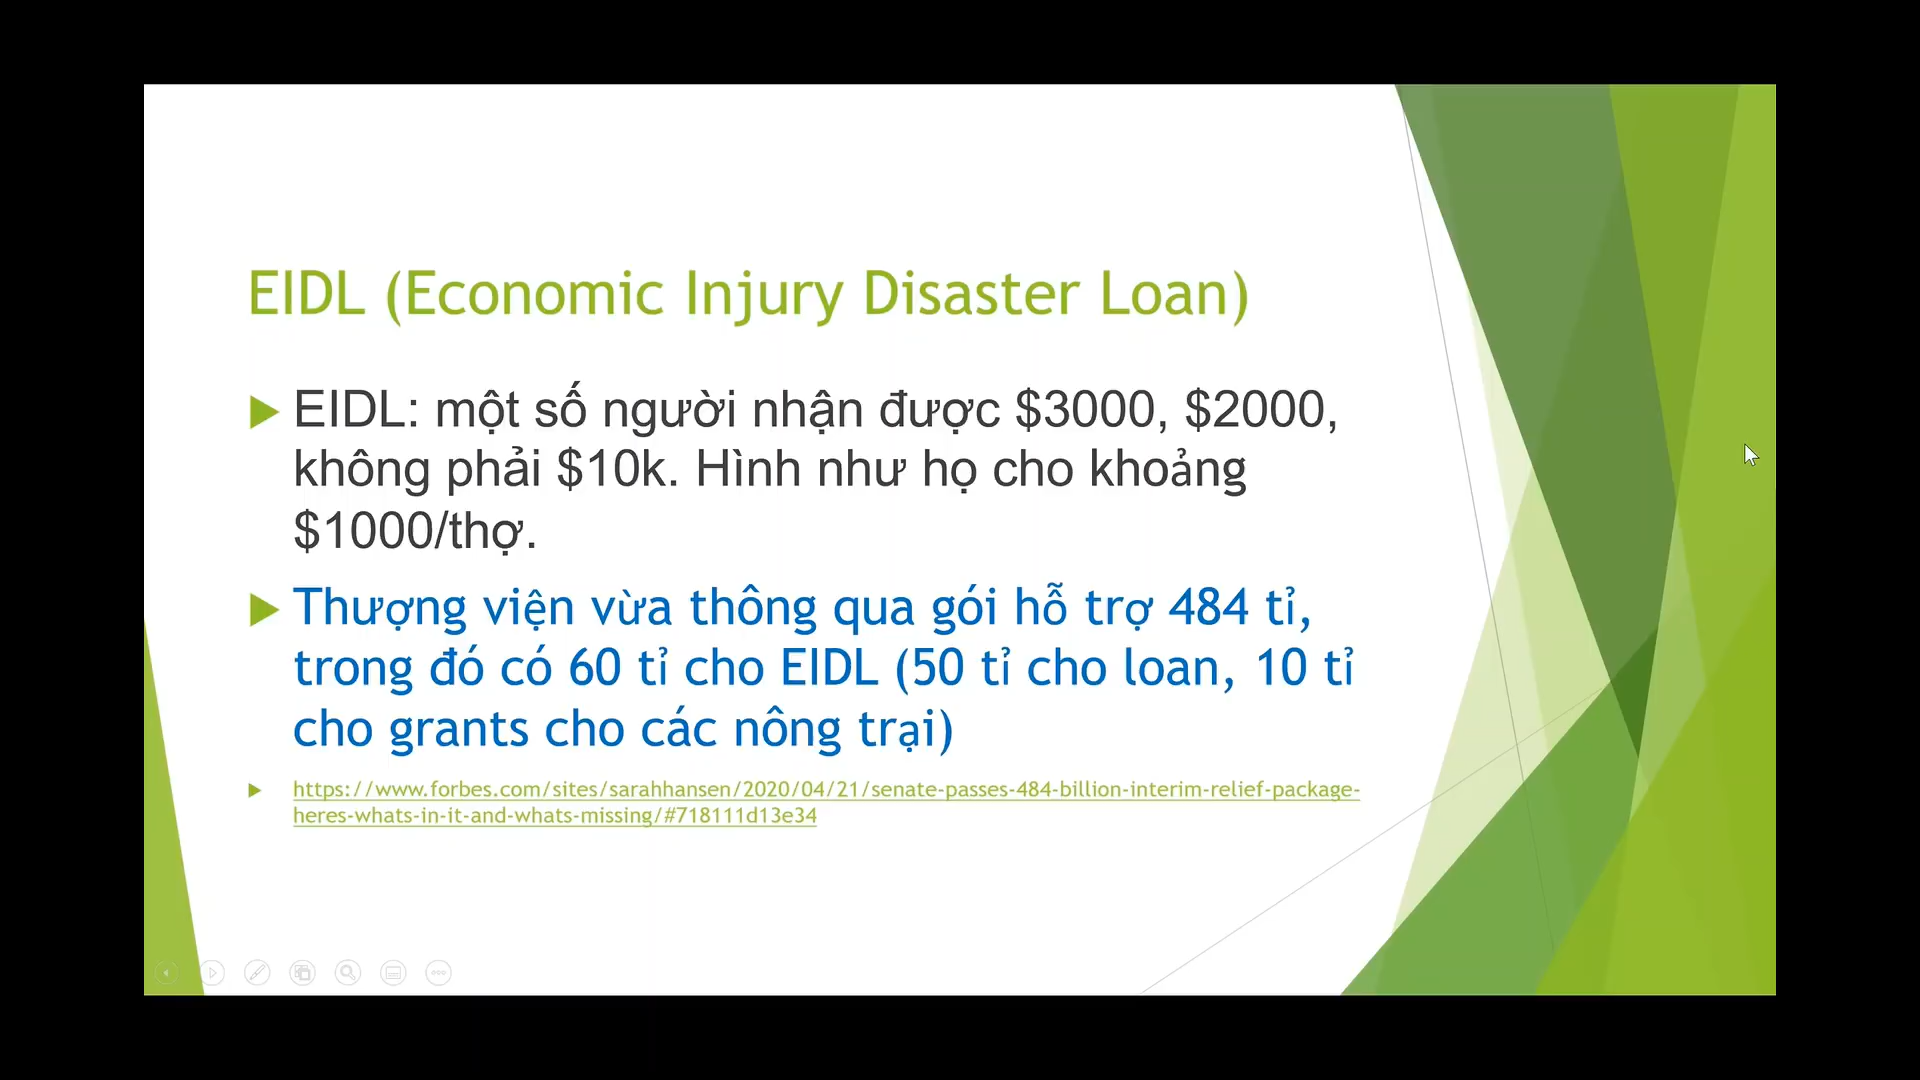 EIDL (Economic Injury Disaster Loan)
EIDL: một số người nhận được $3000, $2000,
không phải $10k. Hình như họ cho khoảng
$1000/thợ.
Thượng viện vừa thông qua gói hỗ trợ 484 tỉ,
trong đó có 60 tỉ cho EIDL (50 tỉ cho loan, 10 tỉ
cho grants cho các nông trại)
https://www.forbes.com/sites/sarahhansen/2020/04/21/senate-passes-484-billion-interim-relief-package-
heres-whats-in-it-and-whats-missing/#718111d13e34